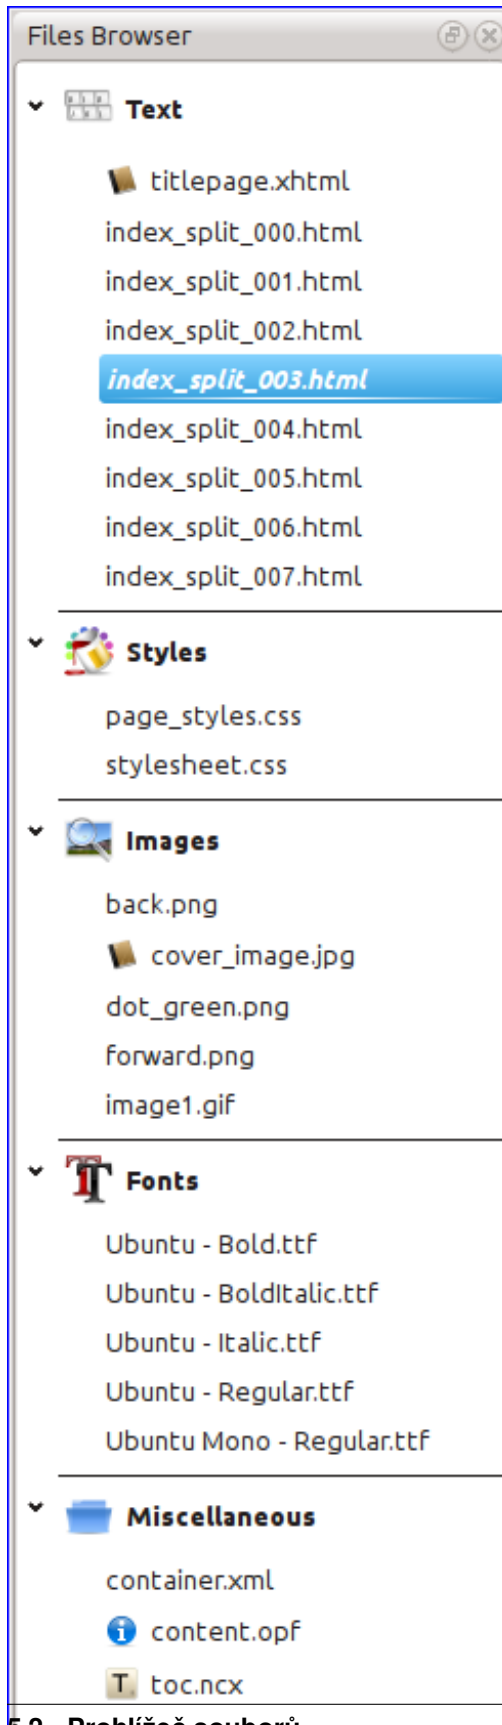 Files Browser
Text
titlepage.xhtml
index_split_000.html
index_split_001.html
index_split_002.html
index_split_003.html
index_split_004.html
index_split_005.html
index_split_006.html
index_split_007.html
Styles
page_styles.css
stylesheet.css
Images
back.png
cover_image.jpg
dot_green.png
forward.png
image1.gif
Fonts
Ubuntu - Bold.ttf
Ubuntu - BoldItalic.ttf
Ubuntu - Italic.ttf
Ubuntu - Regular.ttf
Ubuntu Mono - Regular.ttf
Miscellaneous
container.xml
content.opf
toc.ncx
Prohlížeč souborů